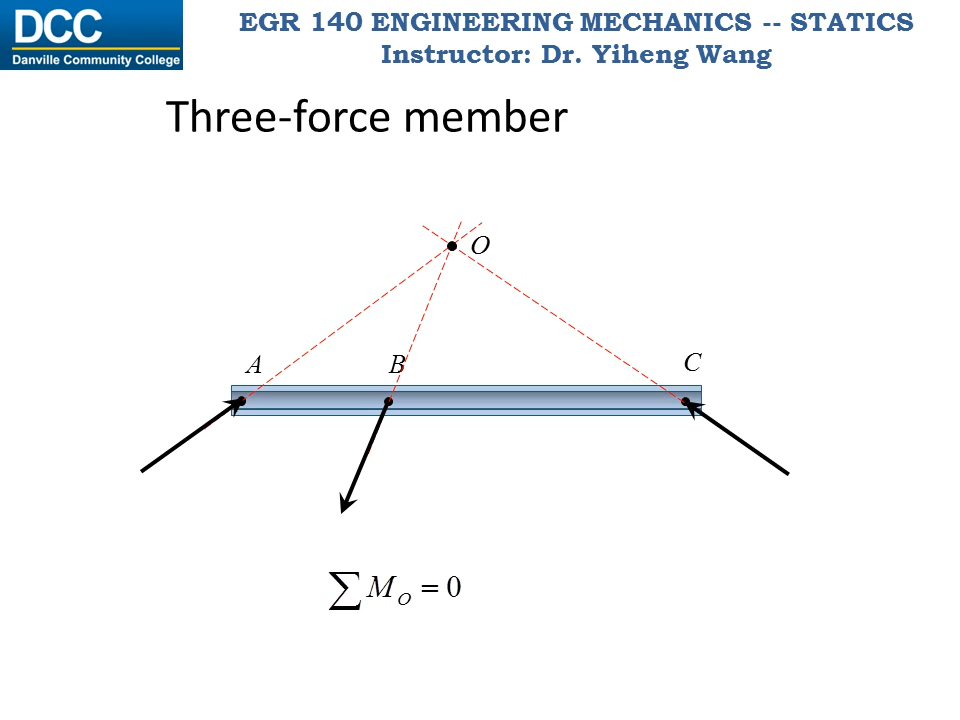 DCC
Danville Community College
EGR 140 ENGINEERING MECHANICS -- STATICS
Instructor: Dr. Yiheng Wang
Three-force member
O
A
B
C
∑ M_O = 0